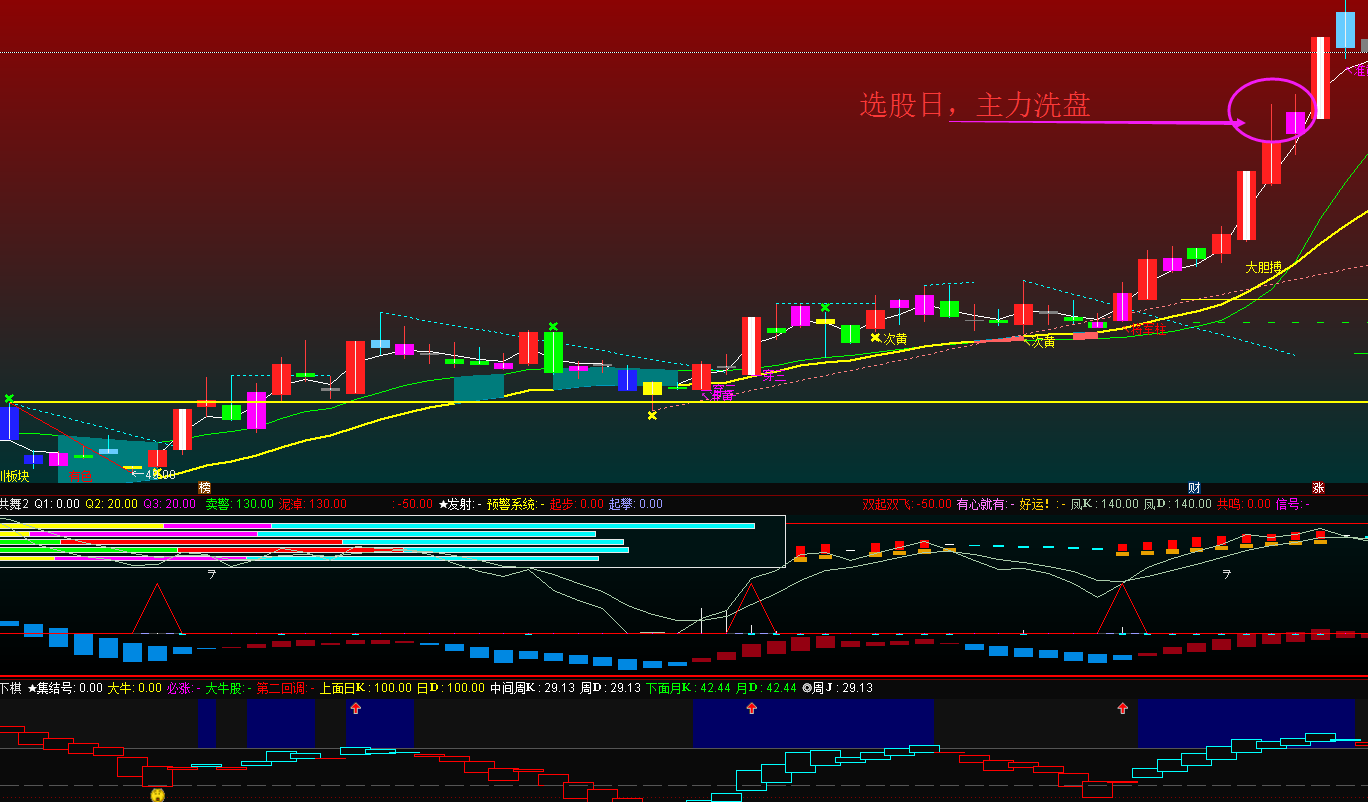 选股日，主力洗盘
大胆搏
次黄
次黄
川板块
←4
榜
财
涨
共舞2 Q1: 0.00 Q2: 20.00 Q3: 20.00 卖警: 130.00 泥卓: 130.00 : -50.00 ★发射: - 预警系统: - 起步: 0.00 起攀: 0.00 双起双飞: -50.00 有心就有: - 好运！: - 凤K: 140.00 凤D: 140.00 共鸣: 0.00 信号: -
下棋 ★集结号: 0.00 大牛: 0.00 必涨: - 大牛股: - 第二回调: - 上面日K: 100.00 日D: 100.00 中间周K: 29.13 周D: 29.13 下面月K: 42.44 月D: 42.44 ◎周J: 29.13